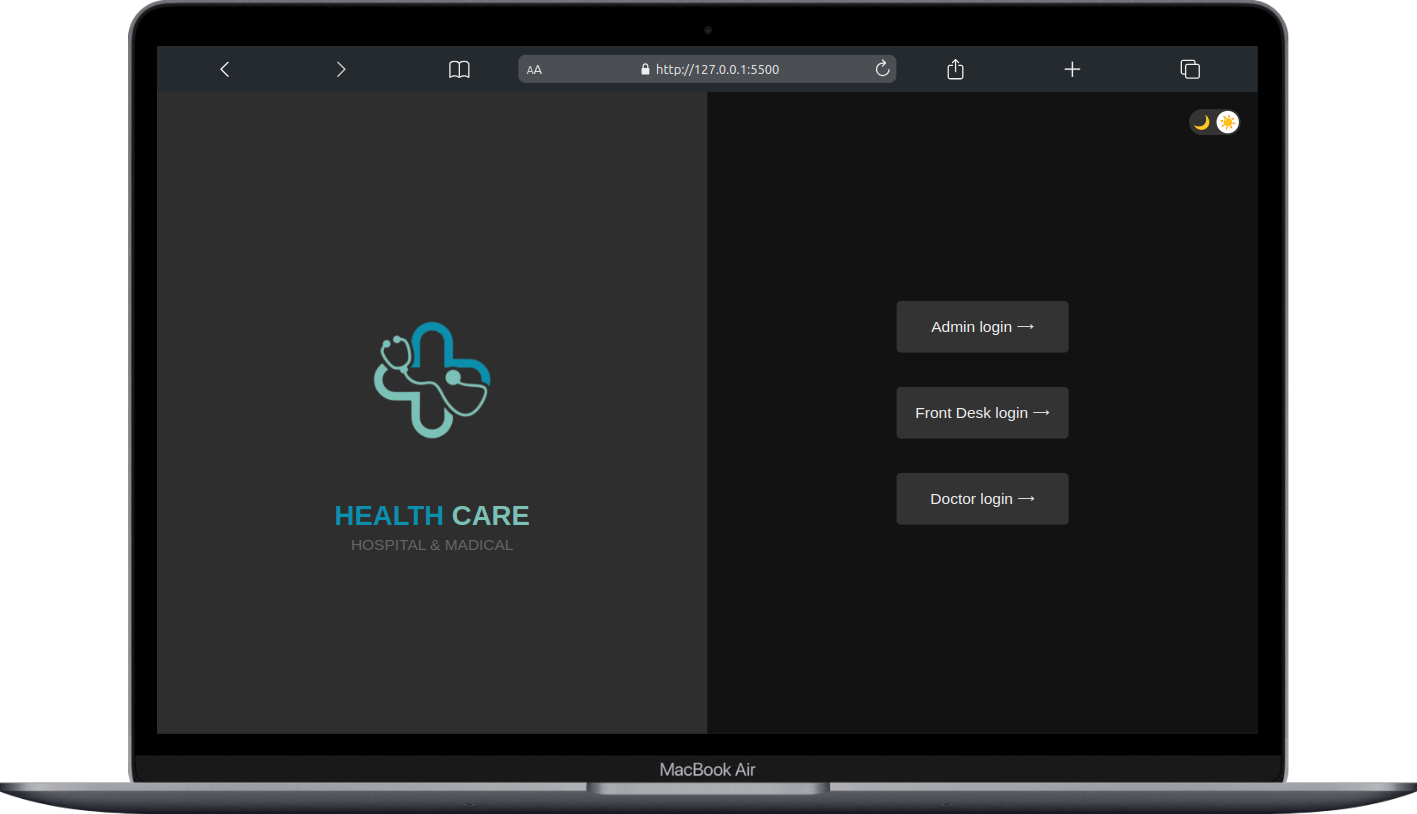 AA
http://127.0.0.1:5500
HEALTH CARE
HOSPITAL & MADICAL
Admin login →
Front Desk login →
Doctor login →
MacBook Air